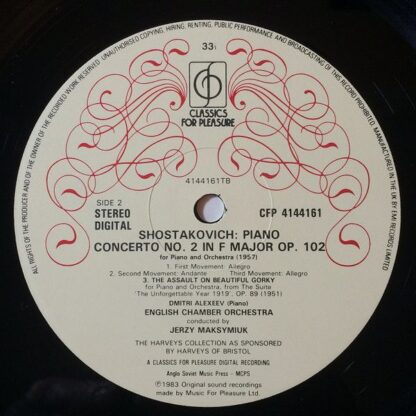 UNAUTHORISED COPYING, HIRING, RENTING, PUBLIC PERFORMANCE AND BROADCASTING OF THIS RECORD PROHIBITED. MANUFACTURED IN THE UK BY EMI RECORDS LIMITED
ALL RIGHTS OF THE PRODUCER AND OF THE OWNER OF THE RECORDED WORK RESERVED.
33⅓
CLASSICS
FOR PLEASURE
4144161TB
SIDE 2
STEREO
DIGITAL
CFP 4144161
SHOSTAKOVICH: PIANO
CONCERTO NO. 2 IN F MAJOR OP. 102
for Piano and Orchestra (1957)
1. First Movement: Allegro
2. Second Movement: Andante Third Movement: Allegro
3. THE ASSAULT ON BEAUTIFUL GORKY
for Piano and Orchestra, from The Suite
'The Unforgettable Year 1919', OP. 89 (1951)
DMITRI ALEXEEV (Piano)
ENGLISH CHAMBER ORCHESTRA
conducted by
JERZY MAKSYMIUK
THE HARVEYS COLLECTION AS SPONSORED
BY HARVEYS OF BRISTOL
A CLASSICS FOR PLEASURE DIGITAL RECORDING
Anglo Soviet Music Press - MCPS
℗1983 Original sound recordings
made by Music For Pleasure Ltd.